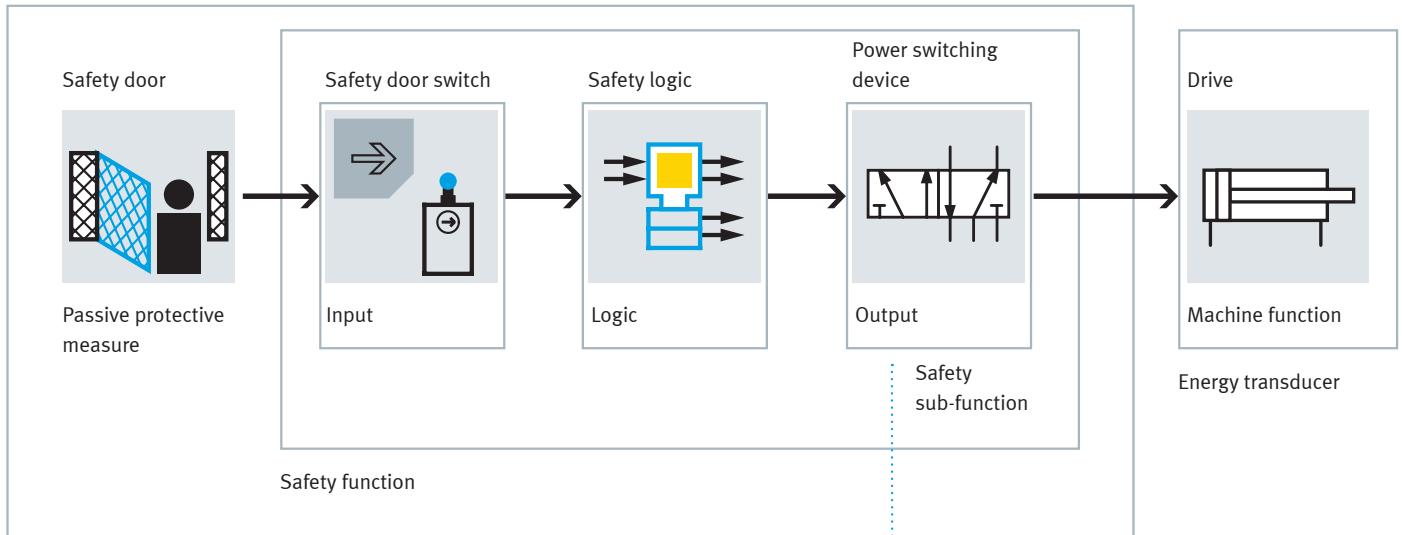 Safety door
Safety door switch
Safety logic
Power switching
device
Drive
Passive protective
measure
Input
Logic
Output
Machine function
Safety
sub-function
Energy transducer
Safety function